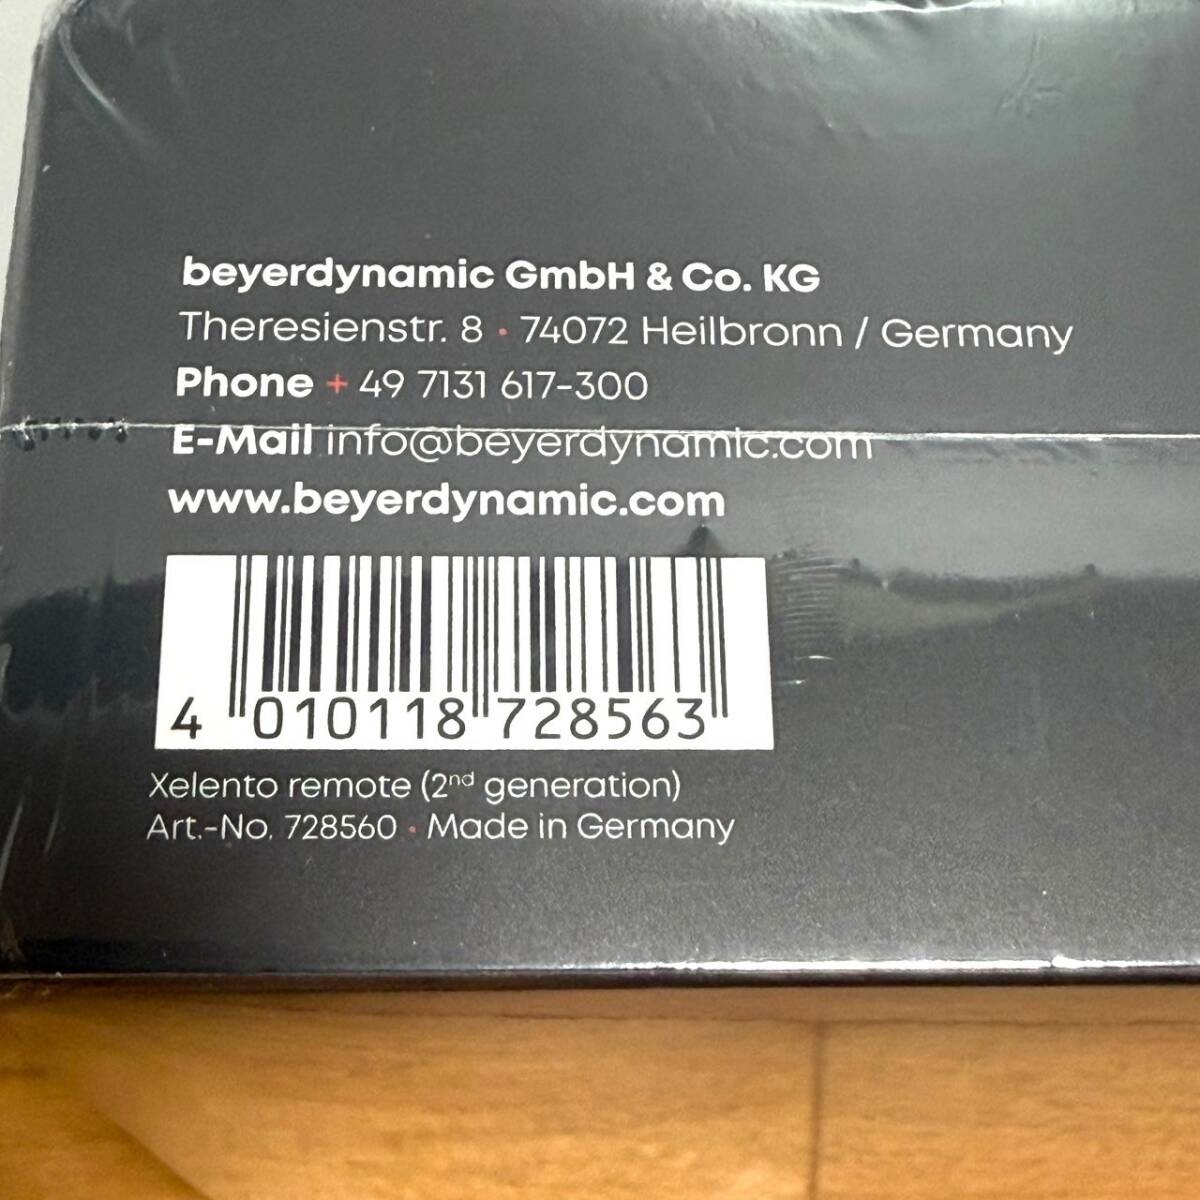 beyerdynamic GmbH & Co. KG
Theresienstr. 8 · 74072 Heilbronn / Germany
Phone + 49 7131 617-300
E-Mail info@beyerdynamic.com
www.beyerdynamic.com
4 010118 728563
Xelento remote (2nd generation)
Art.-No. 728560 · Made in Germany